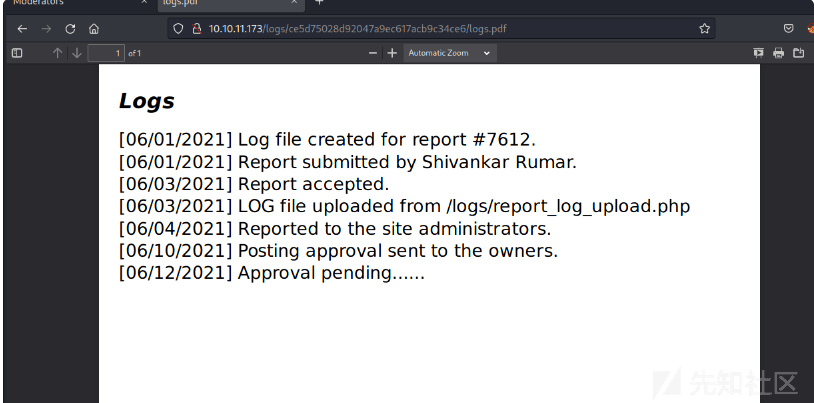 Moderators
logs.pdf
10.10.11.173/logs/ce5d75028d92047a9ec617acb9c34ce6/logs.pdf
1 of 1 Automatic Zoom
Logs
[06/01/2021] Log file created for report #7612.
[06/01/2021] Report submitted by Shivankar Rumar.
[06/03/2021] Report accepted.
[06/03/2021] LOG file uploaded from /logs/report_log_upload.php
[06/04/2021] Reported to the site administrators.
[06/10/2021] Posting approval sent to the owners.
[06/12/2021] Approval pending......
先知社区